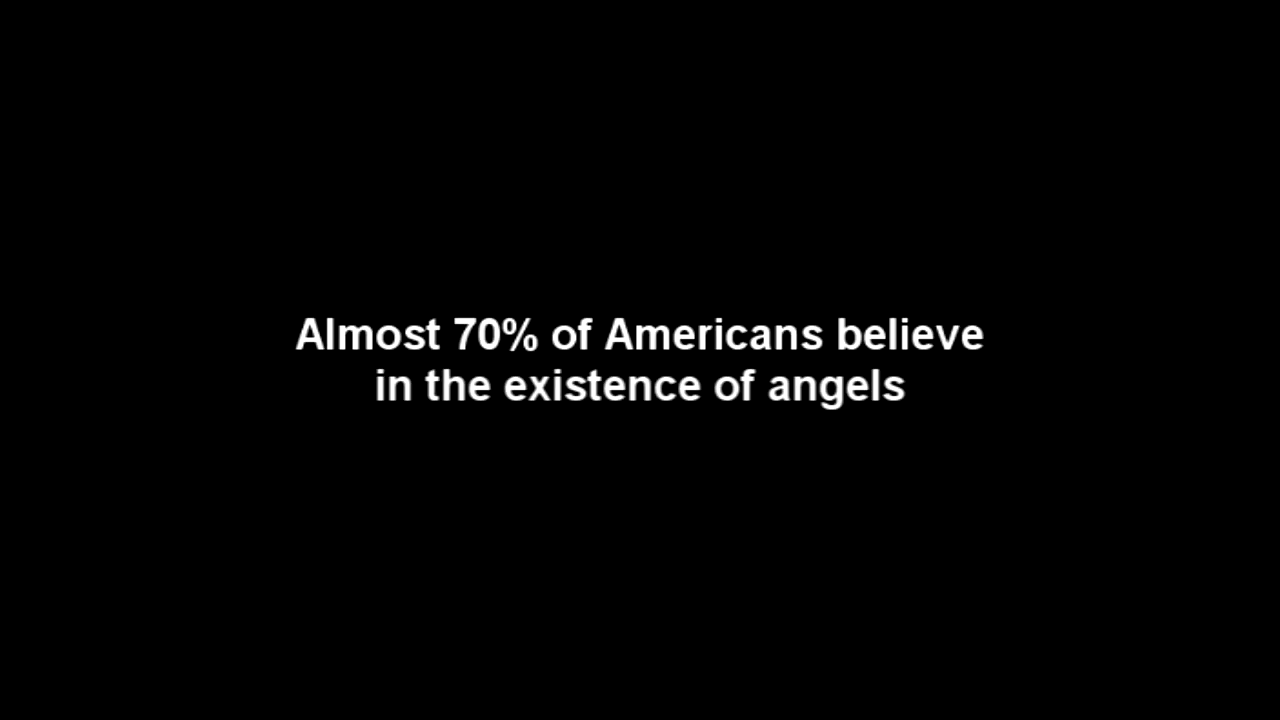 Almost 70% of Americans believe
in the existence of angels